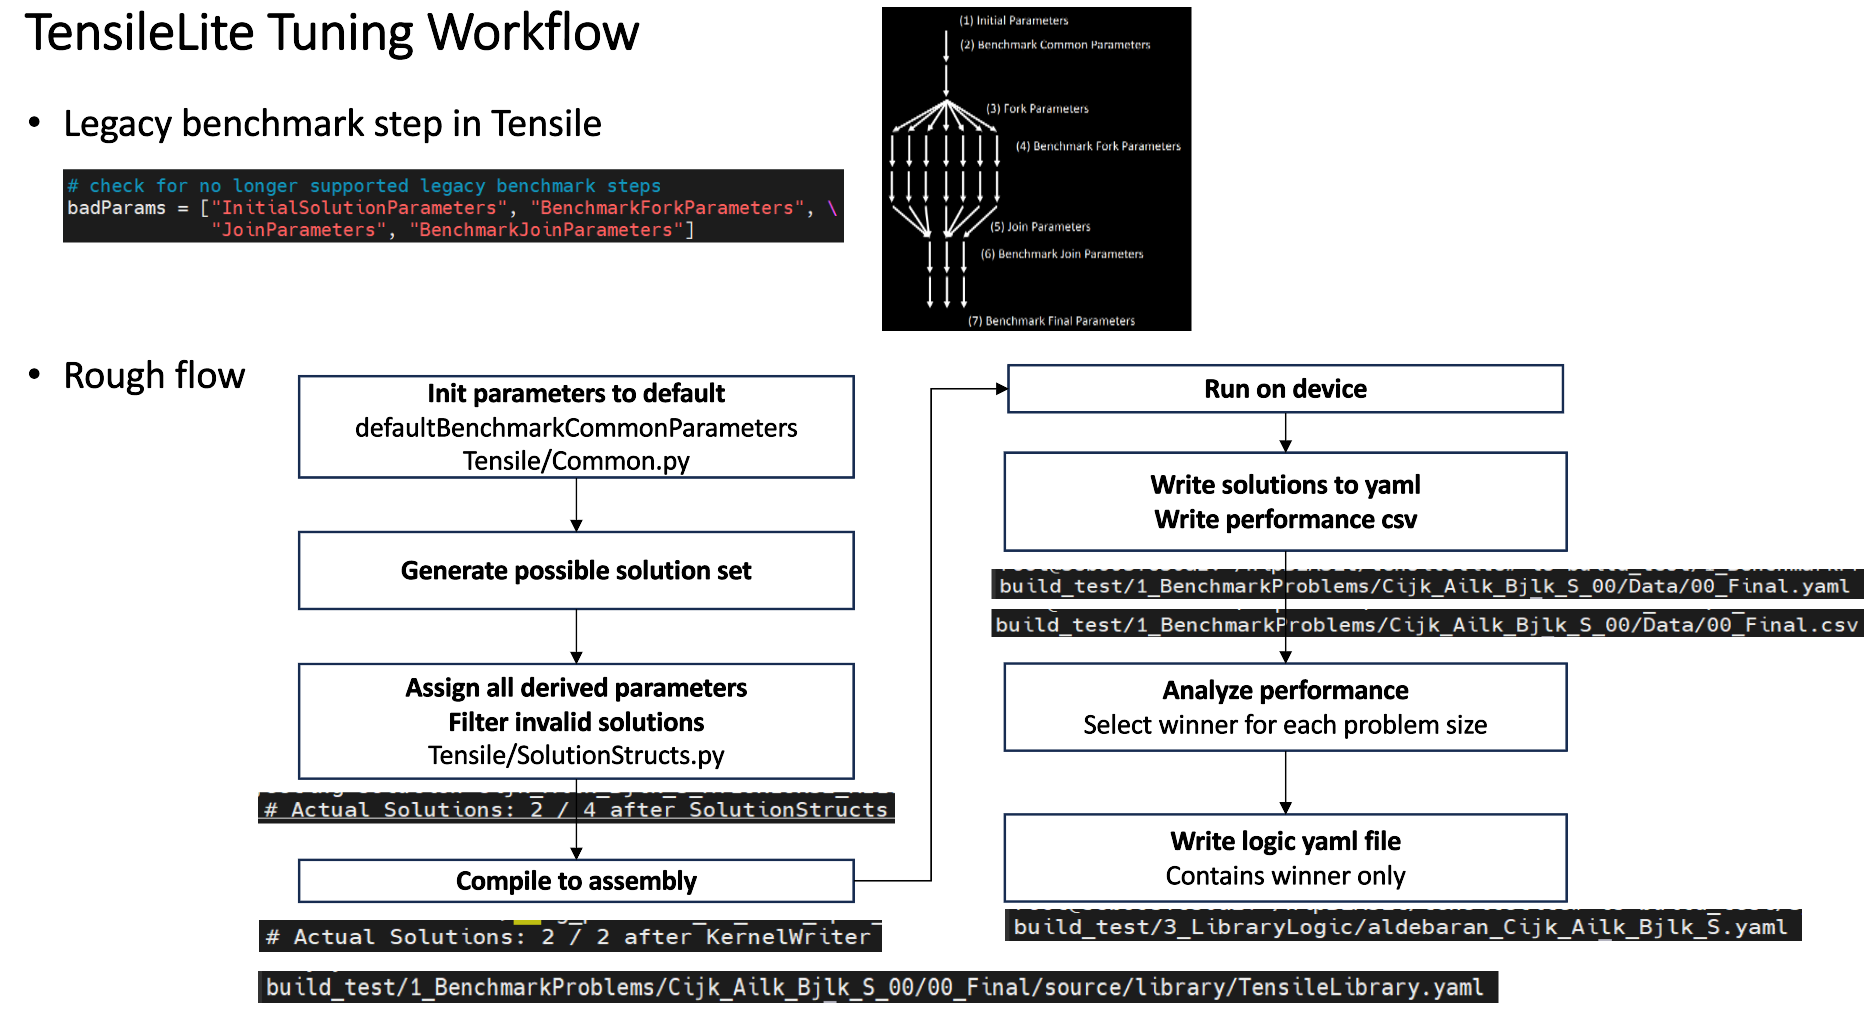 TensileLite Tuning Workflow
• Legacy benchmark step in Tensile
# check for no longer supported legacy benchmark steps
badParams = ["InitialSolutionParameters", "BenchmarkForkParameters", \
"JoinParameters", "BenchmarkJoinParameters"]
(1) Initial Parameters
(2) Benchmark Common Parameters
(3) Fork Parameters
(4) Benchmark Fork Parameters
(5) Join Parameters
(6) Benchmark Join Parameters
(7) Benchmark Final Parameters
• Rough flow
Init parameters to default
defaultBenchmarkCommonParameters
Tensile/Common.py
Generate possible solution set
Assign all derived parameters
Filter invalid solutions
Tensile/SolutionStructs.py
# Actual Solutions: 2 / 4 after SolutionStructs
Compile to assembly
# Actual Solutions: 2 / 2 after KernelWriter
build_test/1_BenchmarkProblems/Cijk_Ailk_Bjlk_S_00/00_Final/source/library/TensileLibrary.yaml
Run on device
Write solutions to yaml
Write performance csv
build_test/1_BenchmarkProblems/Cijk_Ailk_Bjlk_S_00/Data/00_Final.yaml
build_test/1_BenchmarkProblems/Cijk_Ailk_Bjlk_S_00/Data/00_Final.csv
Analyze performance
Select winner for each problem size
Write logic yaml file
Contains winner only
build_test/3_LibraryLogic/aldebaran_Cijk_Ailk_Bjlk_S.yaml